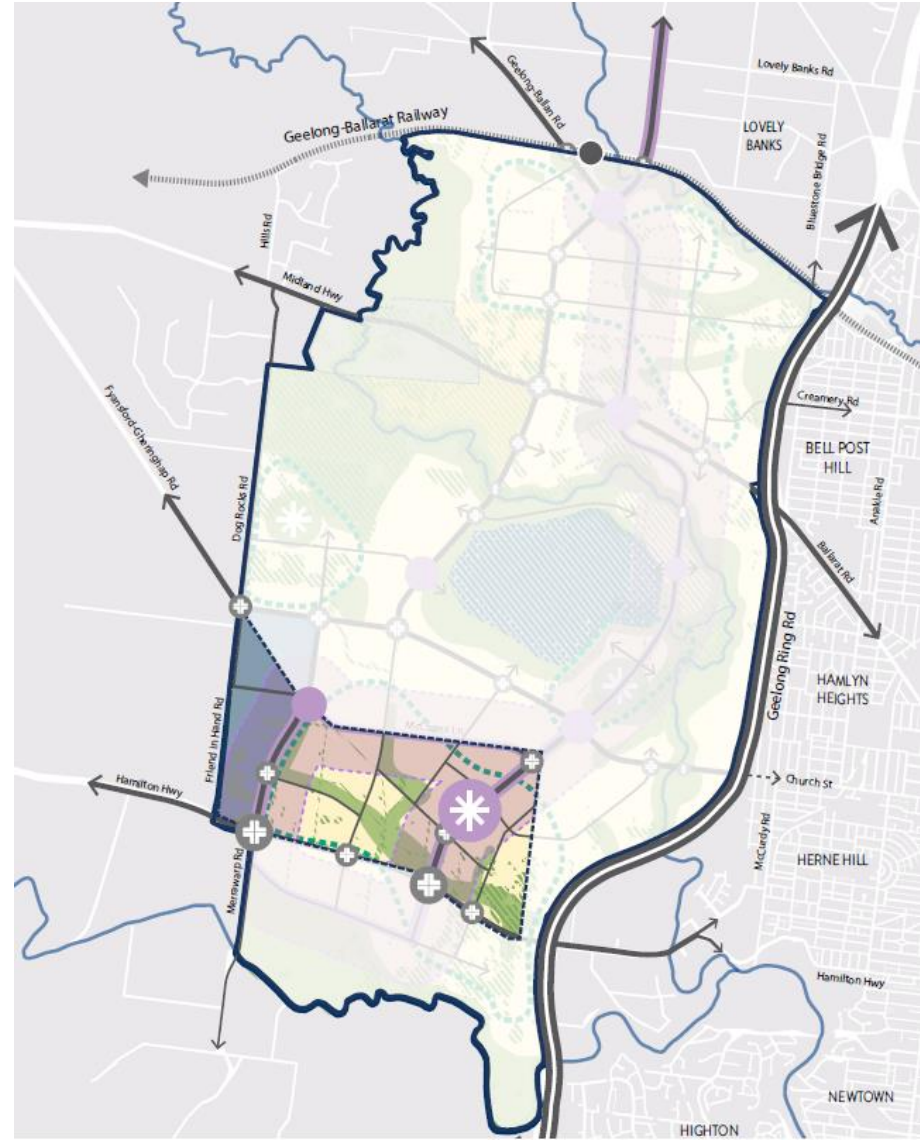 Lovely Banks Rd
Geelong-Ballan Rd
Geelong-Ballarat Railway
LOVELY
BANKS
Bluestone Bridge Rd
Hills Rd
Midland Hwy
Creamery Rd
BELL POST
HILL
Anakie Rd
Fyansford-Gheringhap Rd
Dog Rocks Rd
Ballarat Rd
Geelong Ring Rd
HAMLYN
HEIGHTS
Friend in Hand Rd
Hamilton Hwy
Church St
McCurdy Rd
HERNE HILL
Merrawarp Rd
Hamilton Hwy
NEWTOWN
HIGHTON